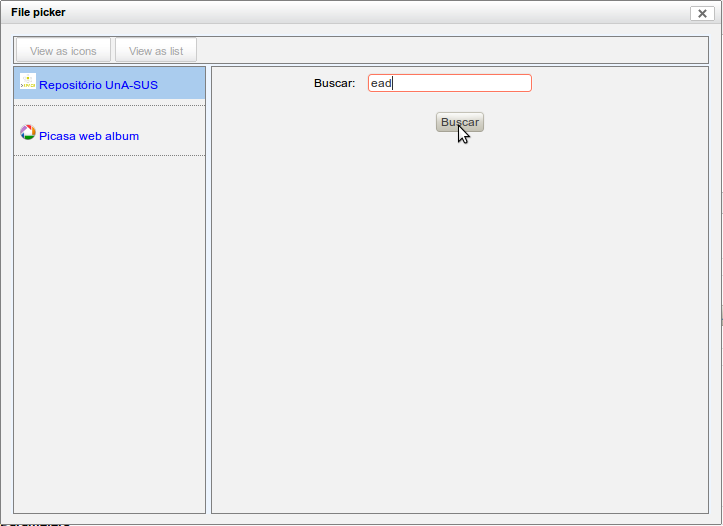 File picker
View as icons View as list
Repositório UnA-SUS
Picasa web album
Buscar: ead
Buscar